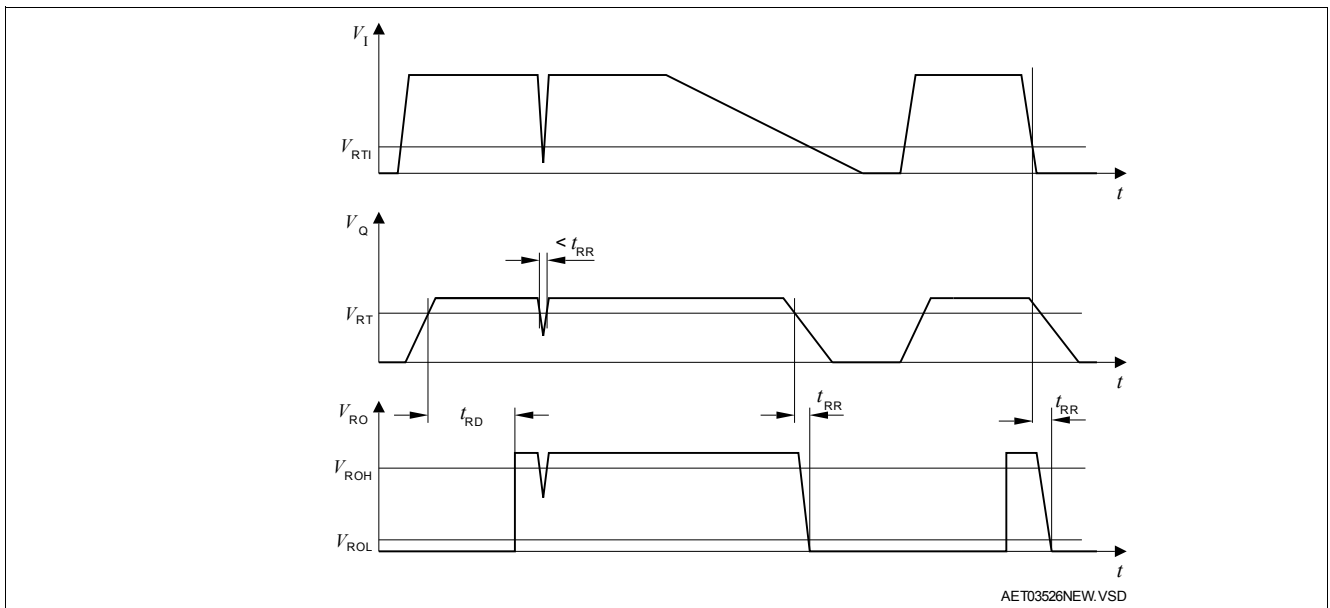 V_I
V_RTI
t
V_Q
< t_RR
V_RT
t
V_RO
t_RD
t_RR
t_RR
V_ROH
V_ROL
t
AET03526NEW.VSD